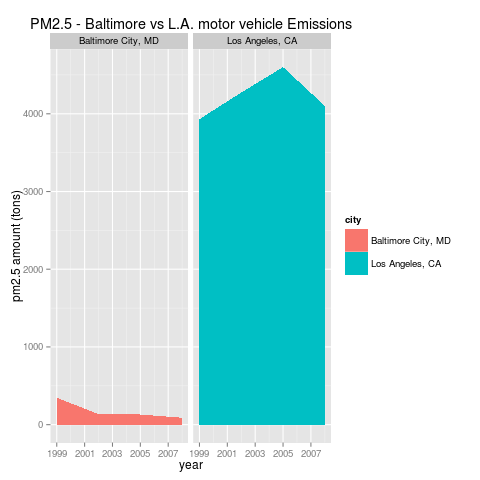 PM2.5 - Baltimore vs L.A. motor vehicle Emissions
Baltimore City, MD
Los Angeles, CA
pm2.5 amount (tons)
4000
3000
2000
1000
0
1999 2001 2003 2005 2007
1999 2001 2003 2005 2007
year
city
Baltimore City, MD
Los Angeles, CA